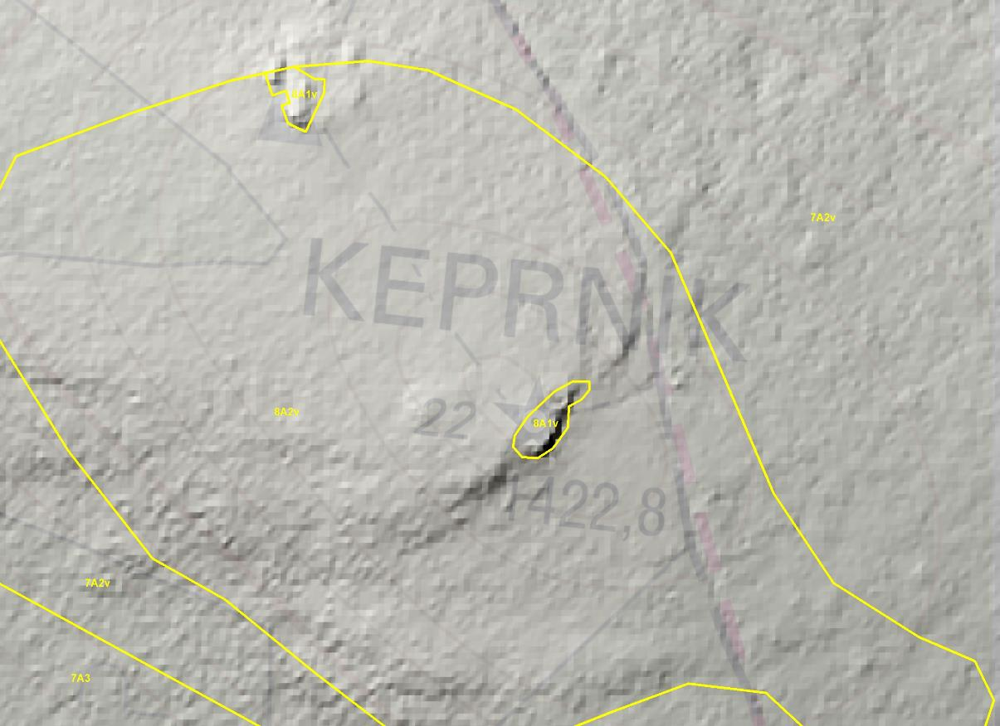 8A1v
7A2v
KEPRNÍK
8A2v
22
8A1v
1422,8
7A2v
7A3